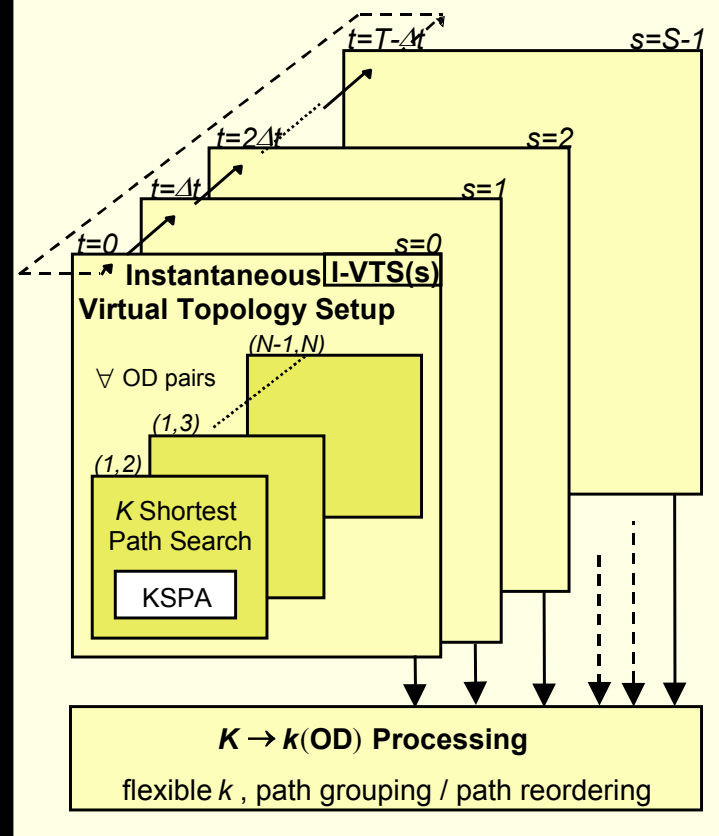 t=T-Δt s=S-1
t=2Δt s=2
t=Δt s=1
t=0 s=0
Instantaneous I-VTS(s)
Virtual Topology Setup
(N-1,N)
∀ OD pairs
(1,3)
(1,2)
K Shortest
Path Search
KSPA
K → k(OD) Processing
flexible k , path grouping / path reordering